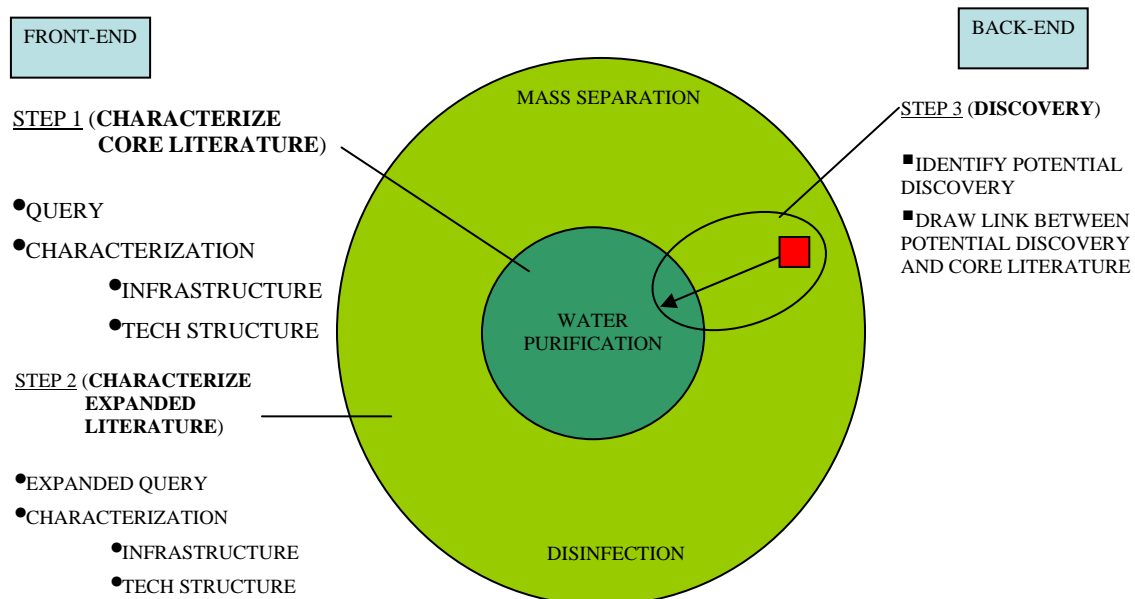 FRONT-END
STEP 1 (CHARACTERIZE
CORE LITERATURE)
●QUERY
●CHARACTERIZATION
●INFRASTRUCTURE
●TECH STRUCTURE
STEP 2 (CHARACTERIZE
EXPANDED
LITERATURE)
●EXPANDED QUERY
●CHARACTERIZATION
●INFRASTRUCTURE
●TECH STRUCTURE
MASS SEPARATION
WATER
PURIFICATION
DISINFECTION
BACK-END
STEP 3 (DISCOVERY)
■IDENTIFY POTENTIAL
DISCOVERY
■DRAW LINK BETWEEN
POTENTIAL DISCOVERY
AND CORE LITERATURE